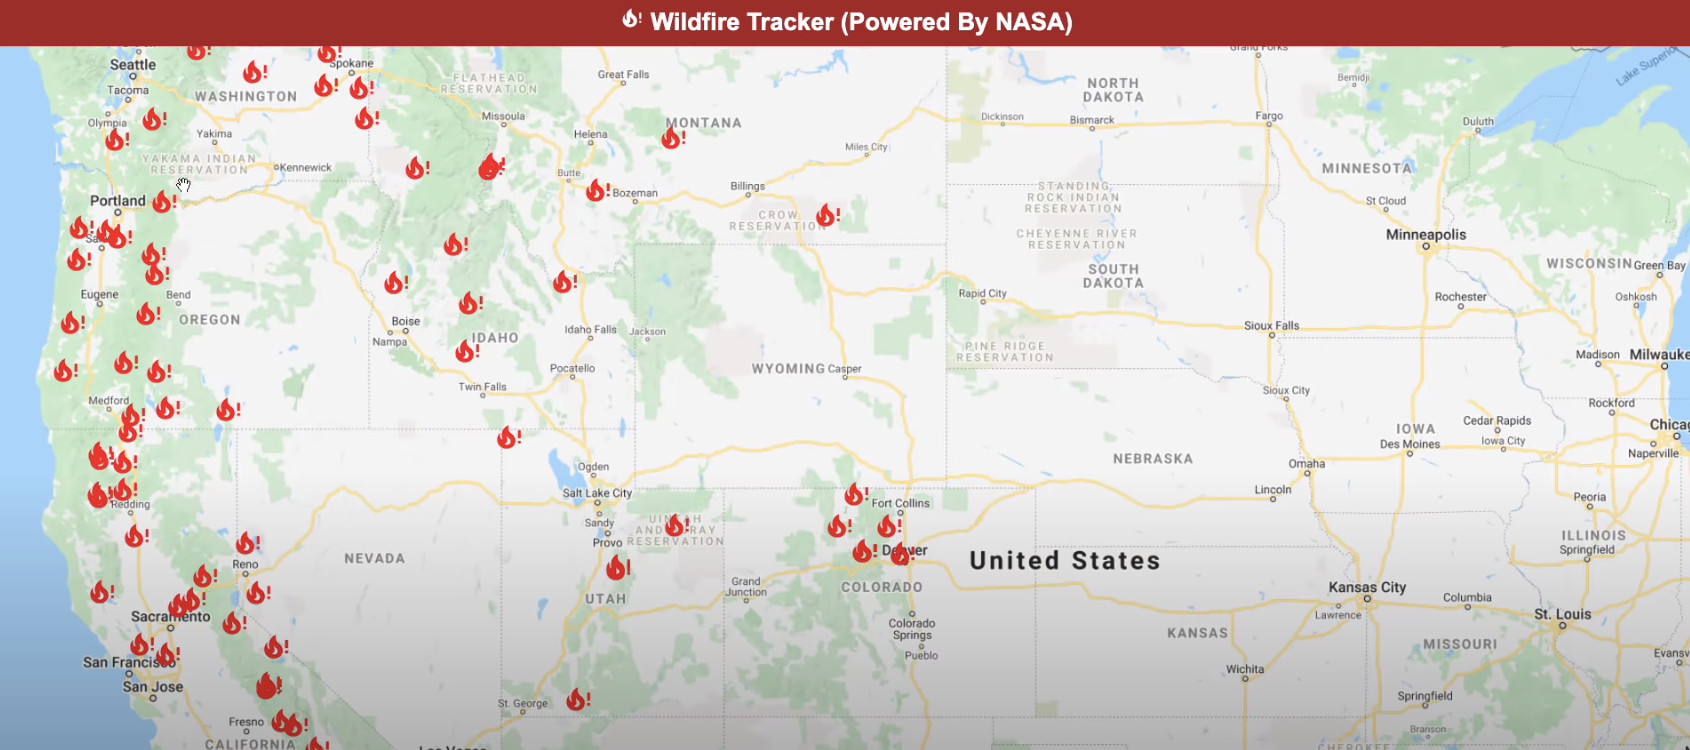 Wildfire Tracker (Powered By NASA)
Seattle
Spokane
Great Falls
Grand Forks
Tacoma
WASHINGTON
FLATHEAD
RESERVATION
NORTH
DAKOTA
Bemidji
Lake Superior
Olympia
Yakima
Missoula
Helena
MONTANA
Dickinson
Bismarck
Fargo
Duluth
YAKAMA INDIAN
RESERVATION
Kennewick
Butte
Miles City
MINNESOTA
Portland
Bozeman
Billings
STANDING
ROCK INDIAN
RESERVATION
St Cloud
CROW
RESERVATION
CHEYENNE RIVER
RESERVATION
Minneapolis
WISCONSIN
Green Bay
SOUTH
DAKOTA
Eugene
Bend
Rapid City
Rochester
Oshkosh
OREGON
Boise
Nampa
IDAHO
Idaho Falls
Jackson
Sioux Falls
PINE RIDGE
RESERVATION
Madison
Milwauke
WYOMING
Casper
Pocatello
Twin Falls
Sioux City
Medford
Rockford
IOWA
Cedar Rapids
Chicag
Des Moines
Iowa City
Naperville
NEBRASKA
Omaha
Ogden
Salt Lake City
Lincoln
Peoria
Redding
Fort Collins
Sandy
UINTAH
AND OURAY
RESERVATION
Provo
ILLINOIS
Springfield
NEVADA
Reno
Denver
United States
Grand
Junction
COLORADO
Kansas City
UTAH
Columbia
Sacramento
Lawrence
St. Louis
Colorado
Springs
KANSAS
MISSOURI
Pueblo
Evansv
San Francisco
San Jose
Wichita
St. George
Springfield
Fresno
Branson
CALIFORNIA
Las Vegas
CHEROKEE